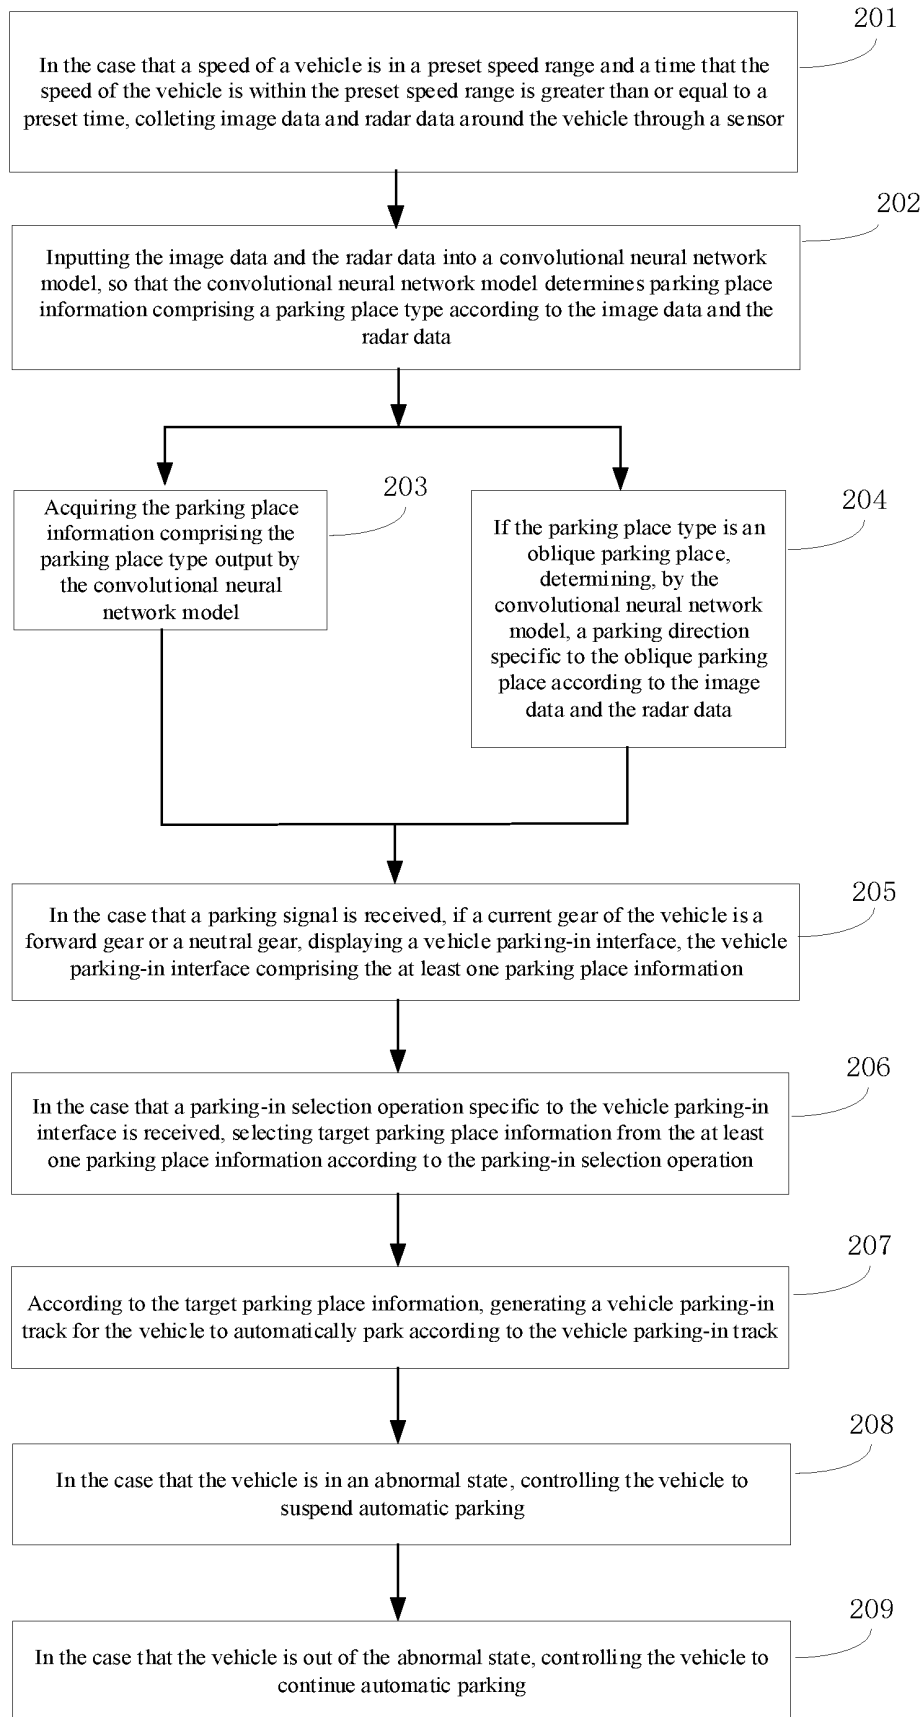 201
In the case that a speed of a vehicle is in a preset speed range and a time that the
speed of the vehicle is within the preset speed range is greater than or equal to a
preset time, colleting image data and radar data around the vehicle through a sensor
202
Inputting the image data and the radar data into a convolutional neural network
model, so that the convolutional neural network model determines parking place
information comprising a parking place type according to the image data and the
radar data
203
Acquiring the parking place
information comprising the
parking place type output by
the convolutional neural
network model
204
If the parking place type is an
oblique parking place,
determining, by the
convolutional neural network
model, a parking direction
specific to the oblique parking
place according to the image
data and the radar data
205
In the case that a parking signal is received, if a current gear of the vehicle is a
forward gear or a neutral gear, displaying a vehicle parking-in interface, the vehicle
parking-in interface comprising the at least one parking place information
206
In the case that a parking-in selection operation specific to the vehicle parking-in
interface is received, selecting target parking place information from the at least
one parking place information according to the parking-in selection operation
207
According to the target parking place information, generating a vehicle parking-in
track for the vehicle to automatically park according to the vehicle parking-in track
208
In the case that the vehicle is in an abnormal state, controlling the vehicle to
suspend automatic parking
209
In the case that the vehicle is out of the abnormal state, controlling the vehicle to
continue automatic parking